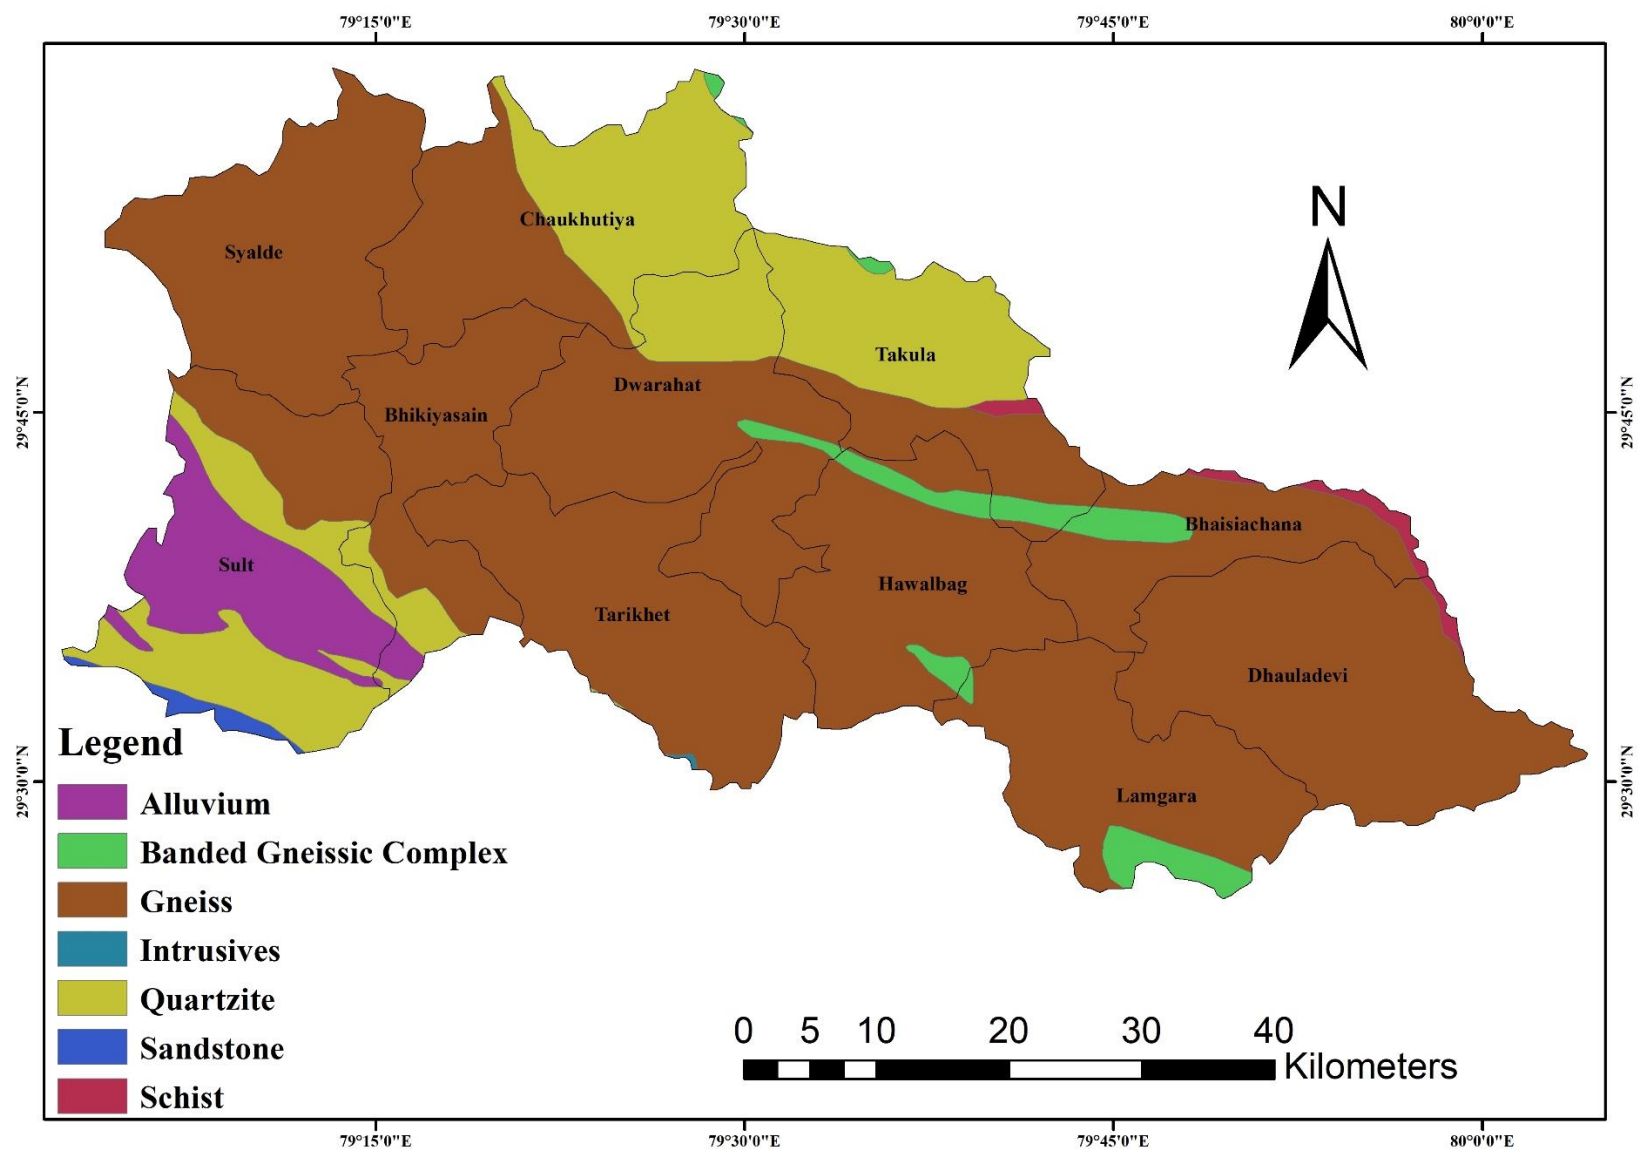 79°15'0"E 79°30'0"E 79°45'0"E 80°0'0"E
N
Chaukhutiya
Syalde
Takula
Dwarahat
Bhikiyasain
29°45'0"N 29°45'0"N
Bhaisiachana
Sult
Hawalbag
Tarikhet
Dhauladevi
29°30'0"N 29°30'0"N
Lamgara
Legend
Alluvium
Banded Gneissic Complex
Gneiss
Intrusives
Quartzite
Sandstone
Schist
0 5 10 20 30 40
Kilometers
79°15'0"E 79°30'0"E 79°45'0"E 80°0'0"E